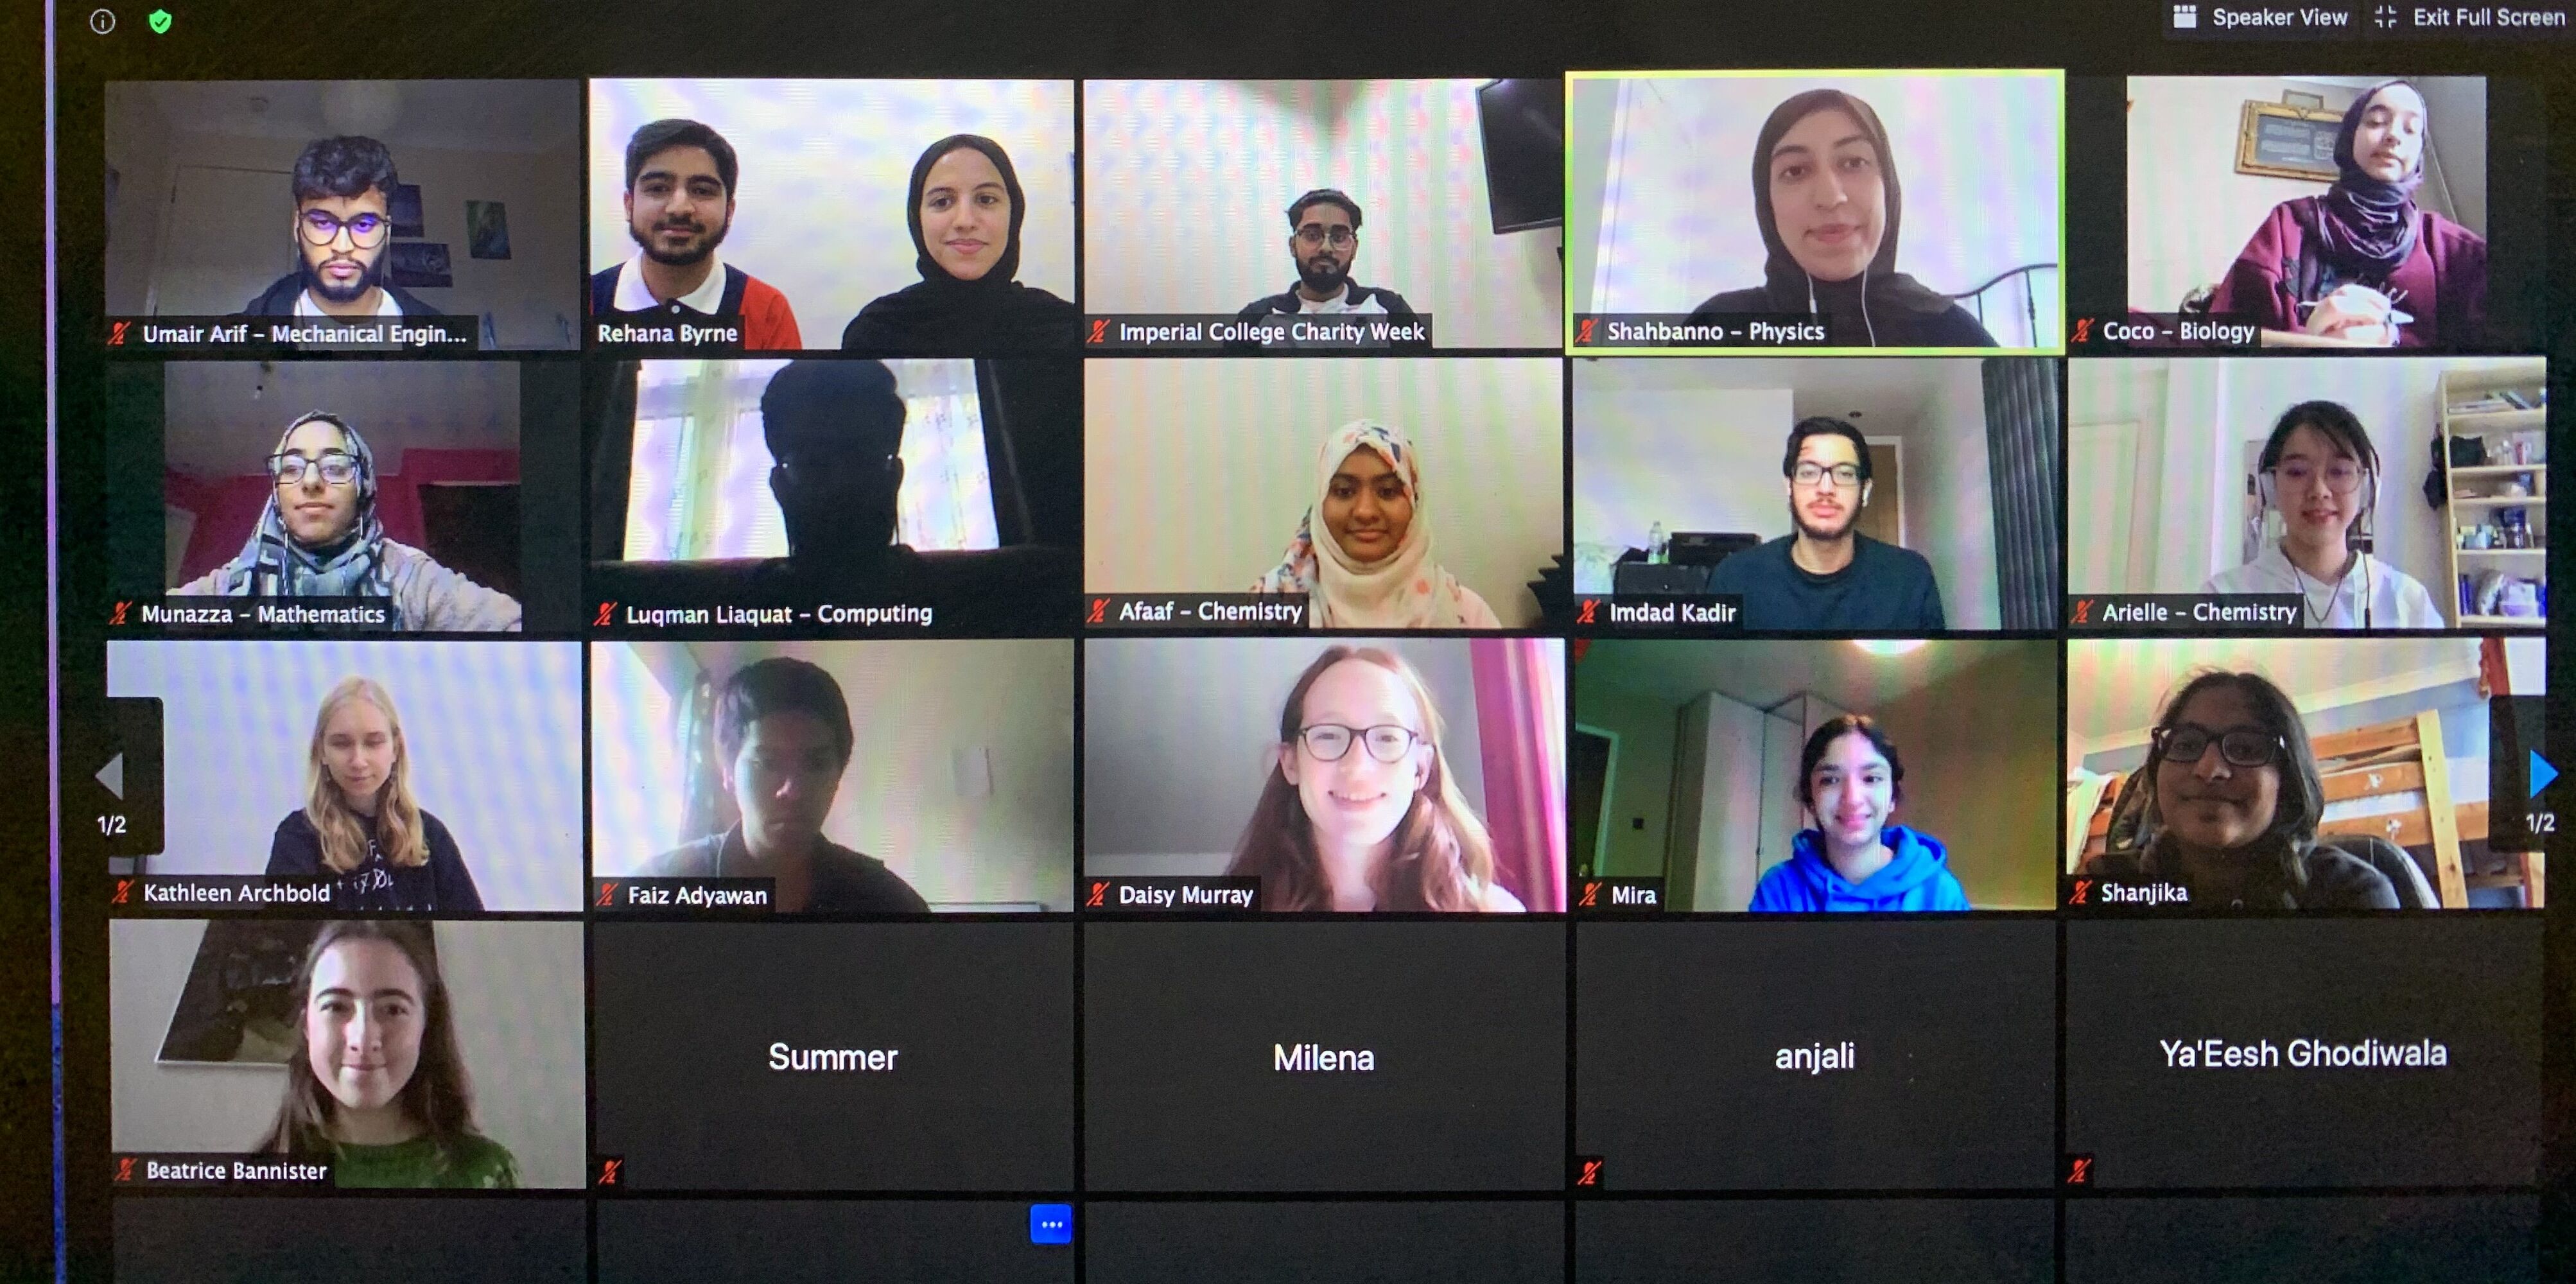 Speaker View
Exit Full Screen
Umair Arif – Mechanical Engin...
Rehana Byrne
Imperial College Charity Week
Shahbanno – Physics
Coco – Biology
Munazza – Mathematics
Luqman Liaquat – Computing
Afaaf – Chemistry
Imdad Kadir
Arielle – Chemistry
1/2
1/2
Kathleen Archbold
Faiz Adyawan
Daisy Murray
Mira
Shanjika
Beatrice Bannister
Summer
Milena
anjali
Ya'Eesh Ghodiwala